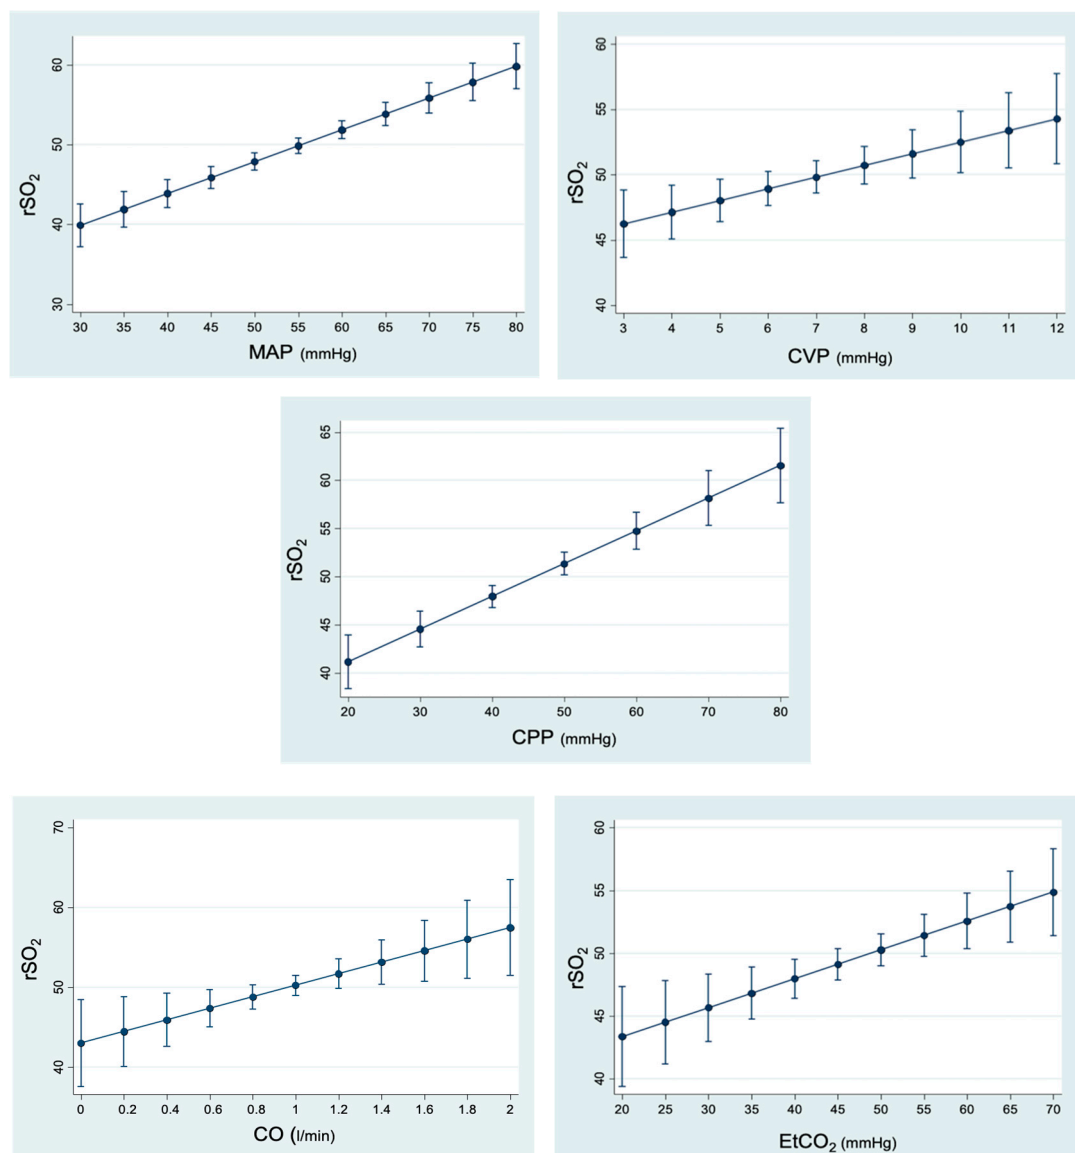 60
50
40
30
rSO2
30 35 40 45 50 55 60 65 70 75 80
MAP (mmHg)
60
55
50
45
40
rSO2
3 4 5 6 7 8 9 10 11 12
CVP (mmHg)
65
60
55
50
45
40
rSO2
20 30 40 50 60 70 80
CPP (mmHg)
70
60
50
40
rSO2
0 0.2 0.4 0.6 0.8 1 1.2 1.4 1.6 1.8 2
CO (l/min)
60
55
50
45
40
rSO2
20 25 30 35 40 45 50 55 60 65 70
EtCO2 (mmHg)